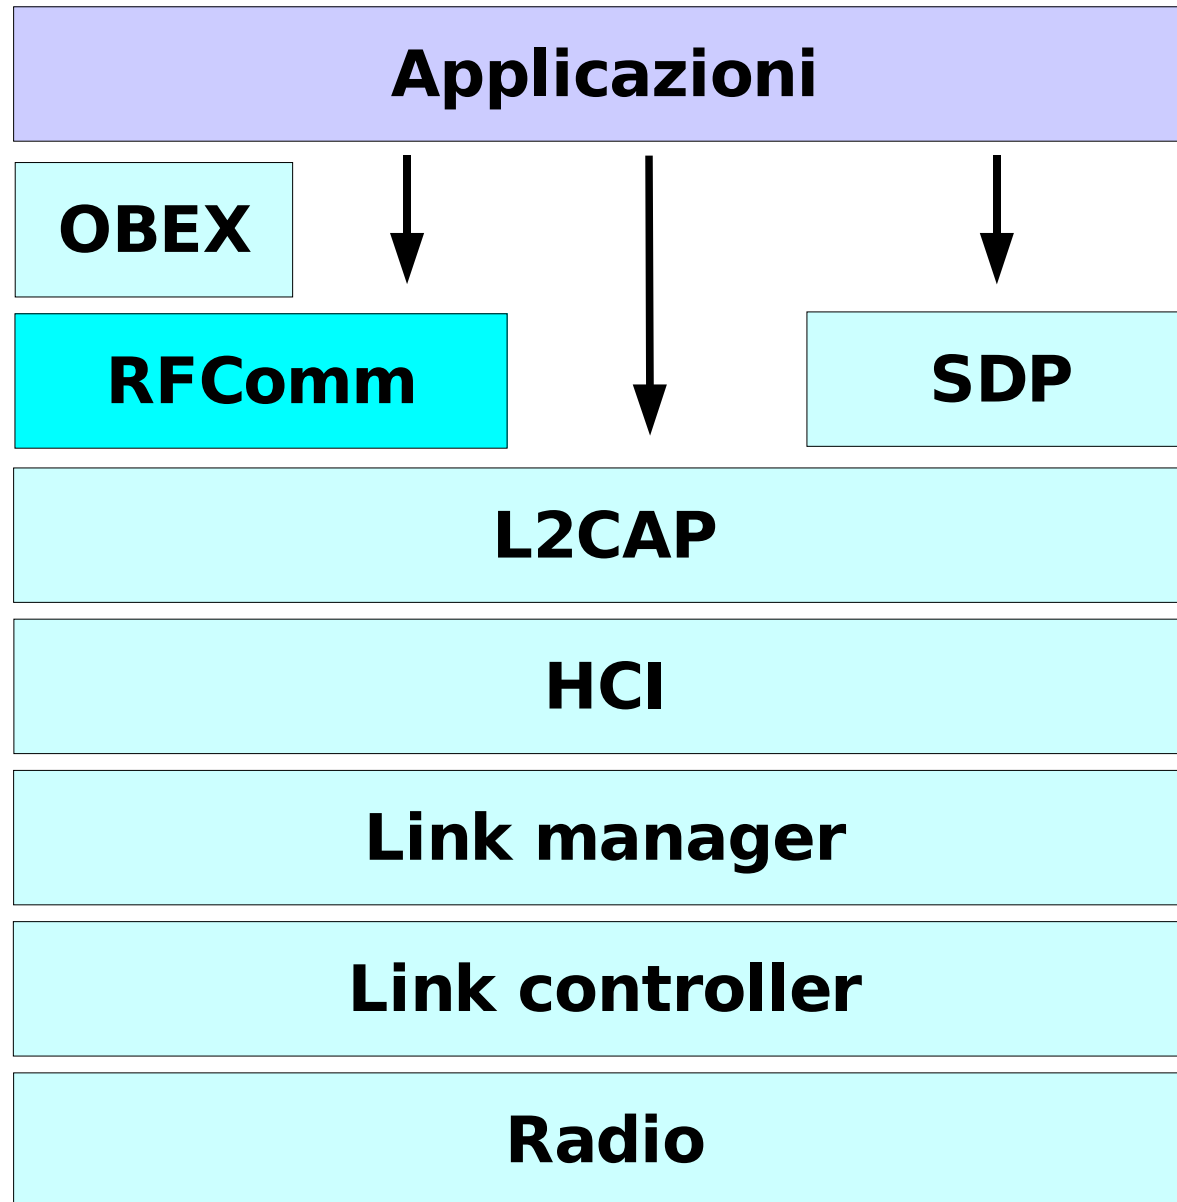 Applicazioni
OBEX
RFComm
SDP
L2CAP
HCI
Link manager
Link controller
Radio